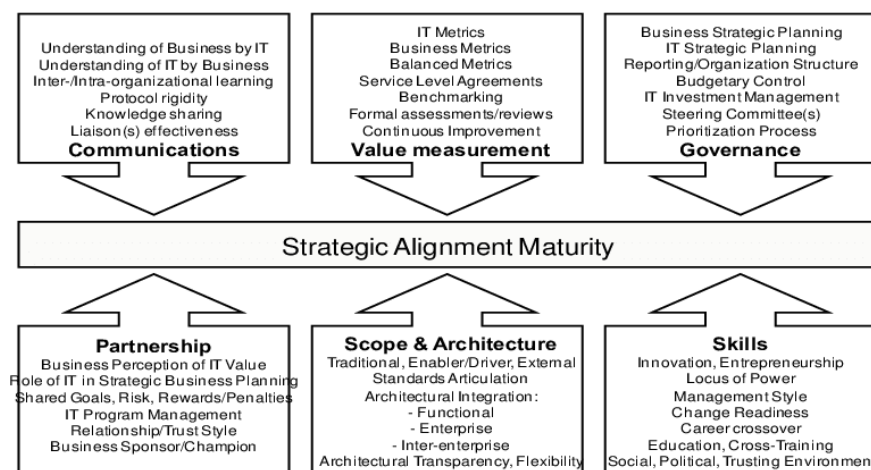 Understanding of Business by IT
Understanding of IT by Business
Inter-/Intra-organizational learning
Protocol rigidity
Knowledge sharing
Liaison(s) effectiveness
Communications
IT Metrics
Business Metrics
Balanced Metrics
Service Level Agreements
Benchmarking
Formal assessments/reviews
Continuous Improvement
Value measurement
Business Strategic Planning
IT Strategic Planning
Reporting/Organization Structure
Budgetary Control
IT Investment Management
Steering Committee(s)
Prioritization Process
Governance
Strategic Alignment Maturity
Partnership
Business Perception of IT Value
Role of IT in Strategic Business Planning
Shared Goals, Risk, Rewards/Penalties
IT Program Management
Relationship/Trust Style
Business Sponsor/Champion
Scope & Architecture
Traditional, Enabler/Driver, External
Standards Articulation
Architectural Integration:
- Functional
- Enterprise
- Inter-enterprise
Architectural Transparency, Flexibility
Skills
Innovation, Entrepreneurship
Locus of Power
Management Style
Change Readiness
Career crossover
Education, Cross-Training
Social, Political, Trusting Environment